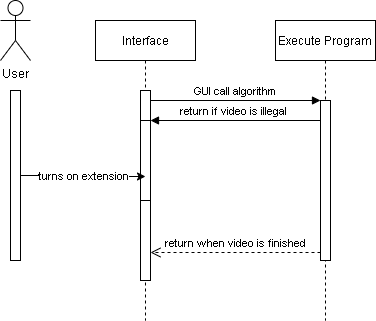 Interface
Execute Program
User
GUI call algorithm
return if video is illegal
turns on extension
return when video is finished